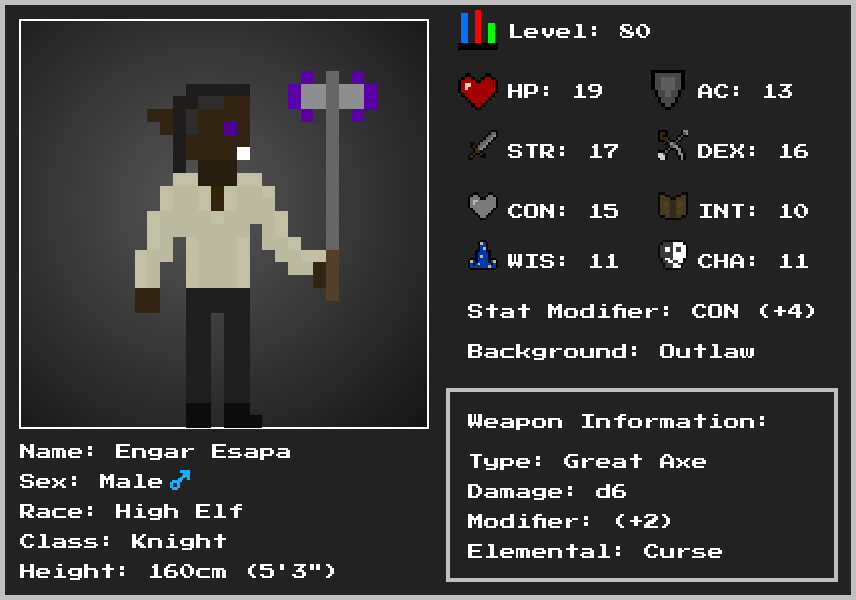 Level: 80
HP: 19
AC: 13
STR: 17
DEX: 16
CON: 15
INT: 10
WIS: 11
CHA: 11
Stat Modifier: CON (+4)
Background: Outlaw
Weapon Information:
Type: Great Axe
Damage: d6
Modifier: (+2)
Elemental: Curse
Name: Engar Esapa
Sex: Male♂
Race: High Elf
Class: Knight
Height: 160cm (5'3")